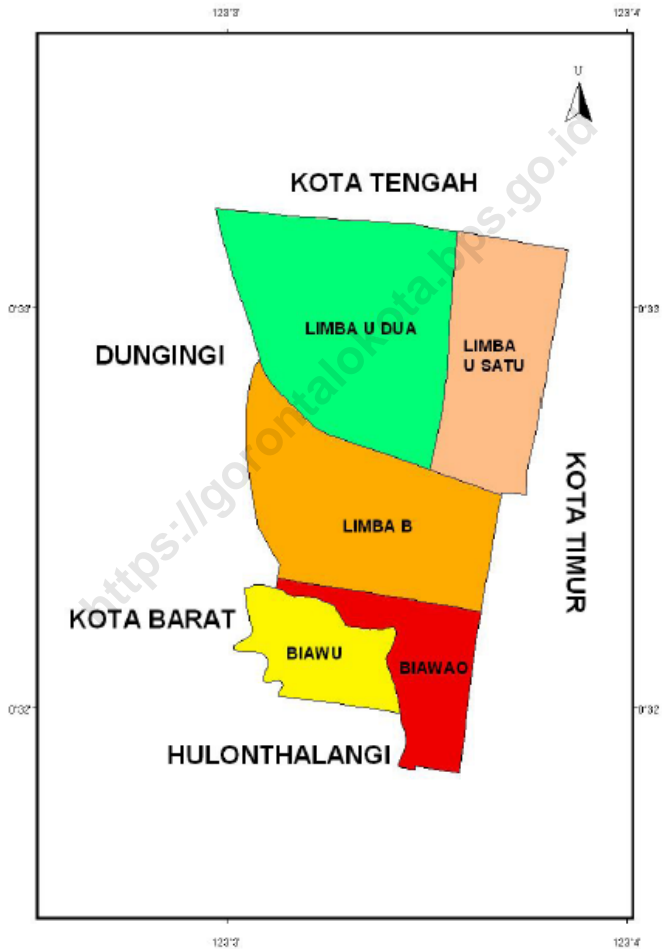 123°3' 123°4'
U
KOTA TENGAH
0°33' 0°33
LIMBA U DUA
LIMBA
U SATU
DUNGINGI
KOTA TIMUR
LIMBA B
KOTA BARAT
BIAWU
BIAWAO
0°32' 0°32
HULONTHALANGI
123°3' 123°4'
https://gorontalokota.bps.go.id